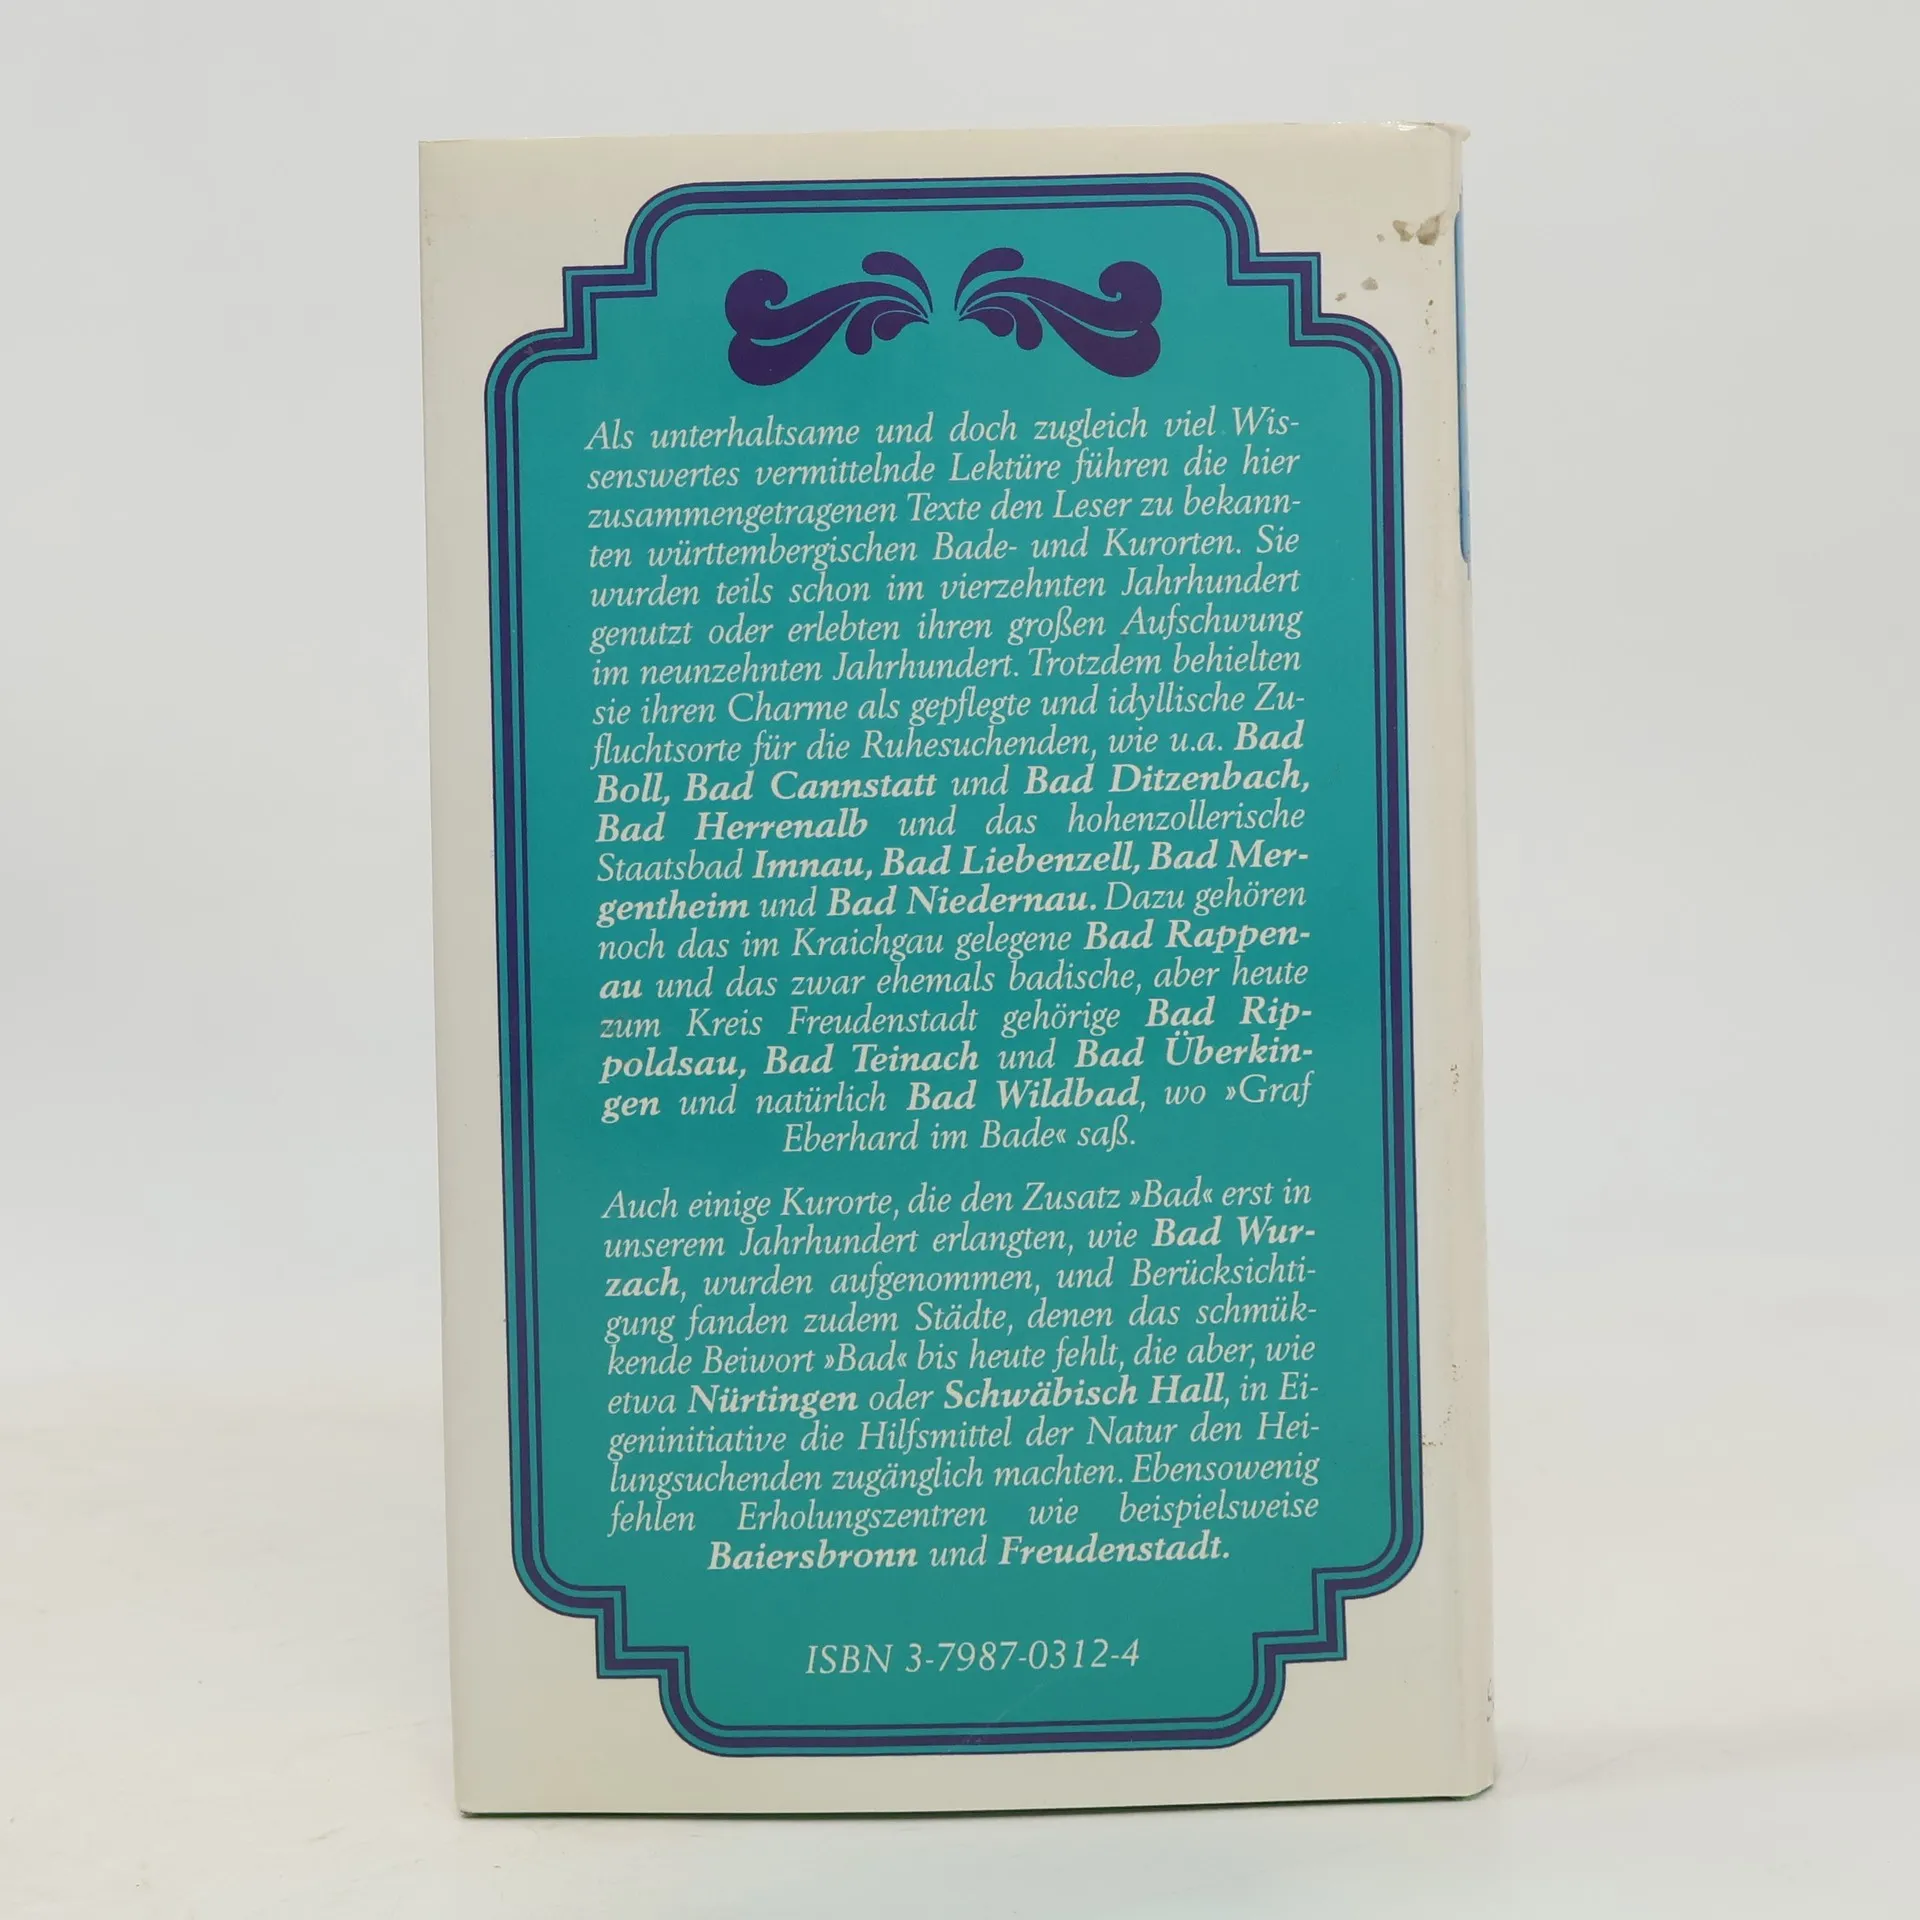 Als unterhaltsame und doch zugleich viel Wis-
senswertes vermittelnde Lektüre führen die hier
zusammengetragenen Texte den Leser zu bekann-
ten württembergischen Bade- und Kurorten. Sie
wurden teils schon im vierzehnten Jahrhundert
genutzt oder erlebten ihren großen Aufschwung
im neunzehnten Jahrhundert. Trotzdem behielten
sie ihren Charme als gepflegte und idyllische Zu-
fluchtsorte für die Ruhesuchenden, wie u.a. Bad
Boll, Bad Cannstatt und Bad Ditzenbach,
Bad Herrenalb und das hohenzollerische
Staatsbad Imnau, Bad Liebenzell, Bad Mer-
gentheim und Bad Niedernau. Dazu gehören
noch das im Kraichgau gelegene Bad Rappen-
au und das zwar ehemals badische, aber heute
zum Kreis Freudenstadt gehörige Bad Rip-
poldsau, Bad Teinach und Bad Überkin-
gen und natürlich Bad Wildbad, wo »Graf
Eberhard im Bade« saß.
Auch einige Kurorte, die den Zusatz »Bad« erst in
unserem Jahrhundert erlangten, wie Bad Wur-
zach, wurden aufgenommen, und Berücksichti-
gung fanden zudem Städte, denen das schmük-
kende Beiwort »Bad« bis heute fehlt, die aber, wie
etwa Nürtingen oder Schwäbisch Hall, in Ei-
geninitiative die Hilfsmittel der Natur den Hei-
lungsuchenden zugänglich machten. Ebensowenig
fehlen Erholungszentren wie beispielsweise
Baiersbronn und Freudenstadt.
ISBN 3-7987-0312-4